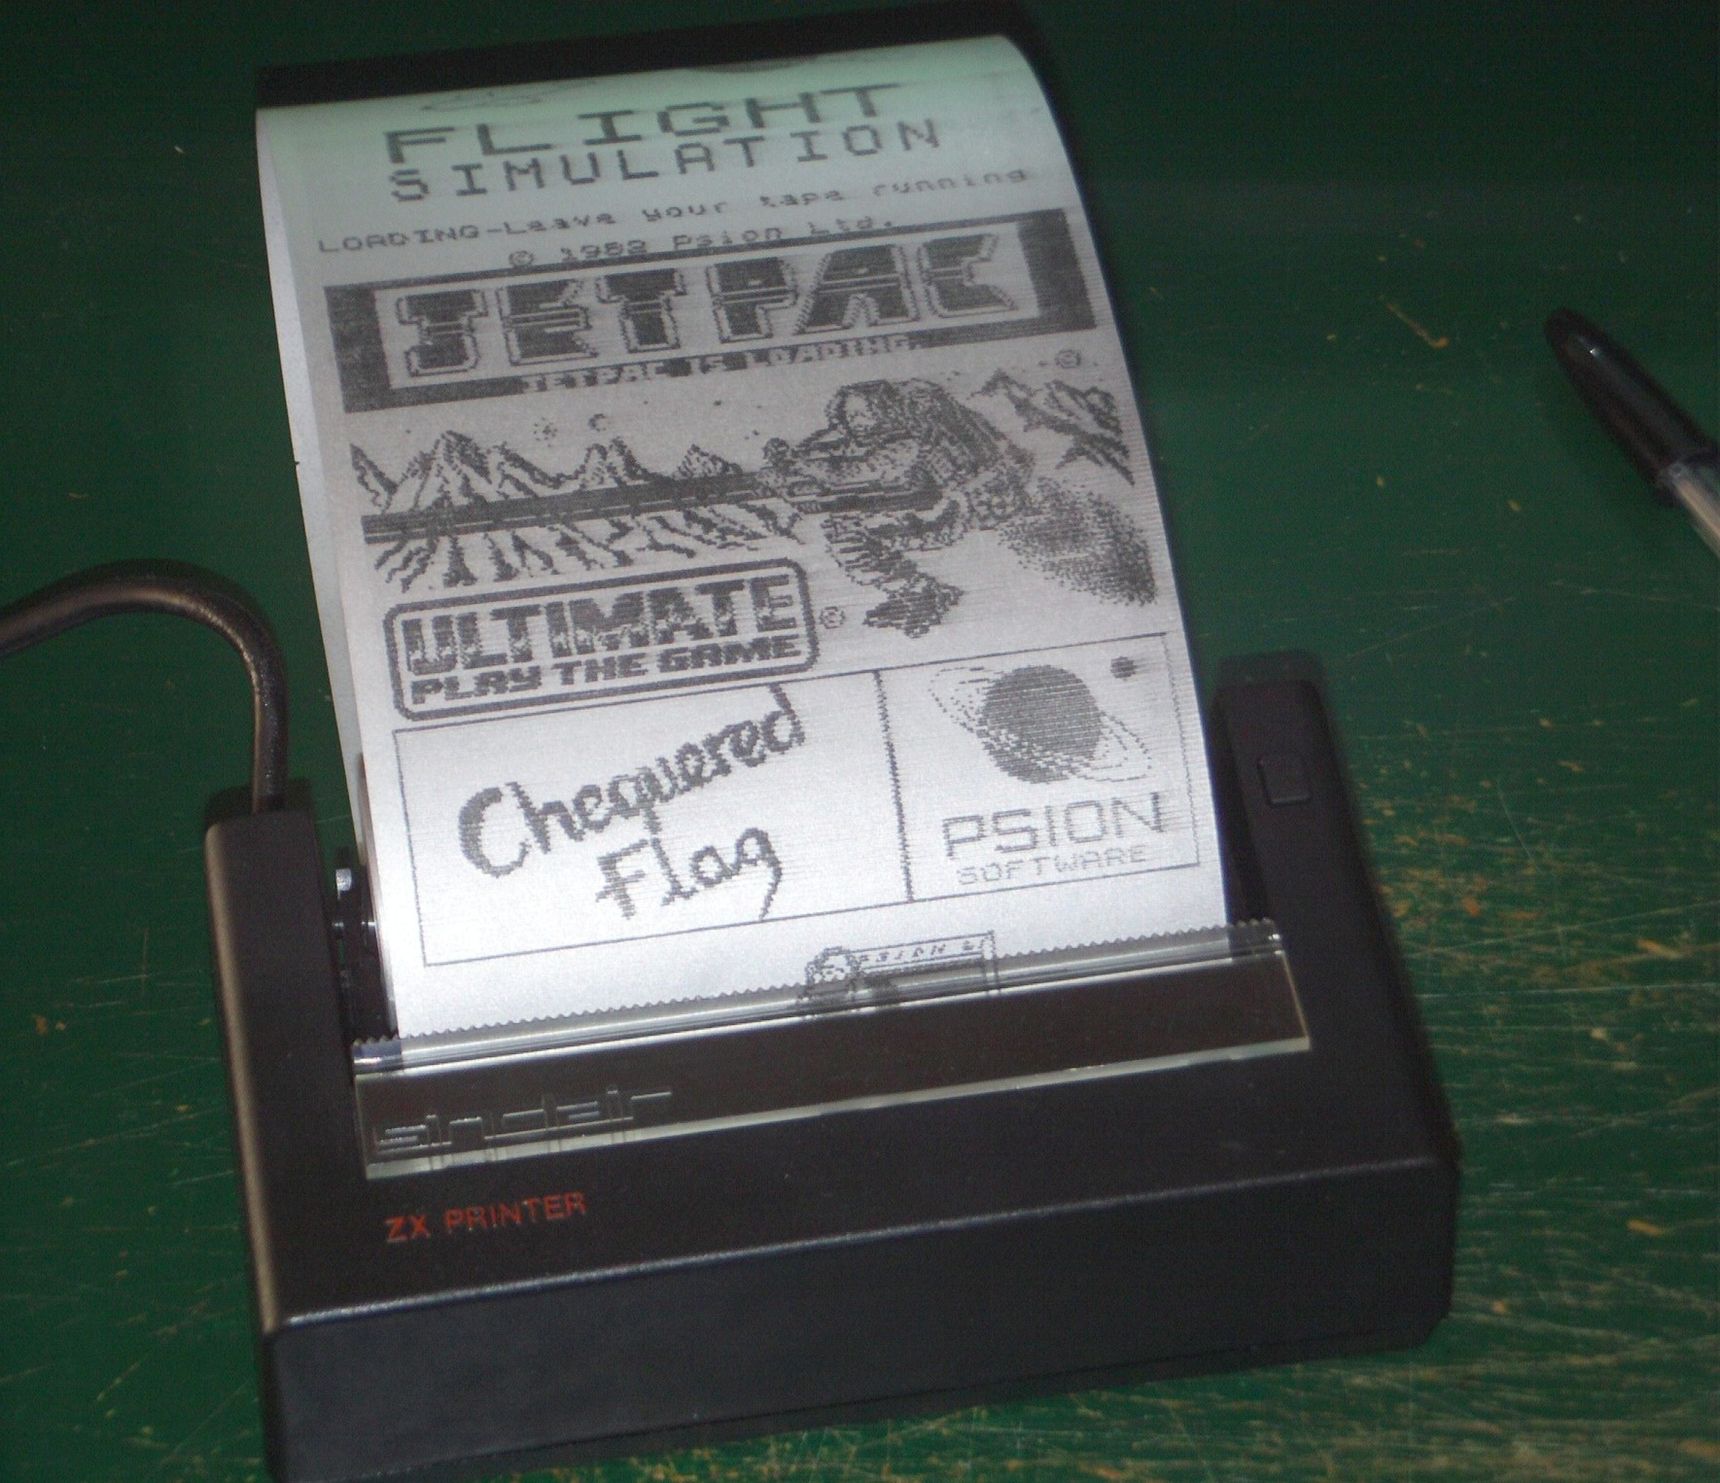 FLIGHT
SIMULATION
LOADING-Leave your tape running
© 1982 Psion Ltd.
JETPAC
JETPAC IS LOADING.
©
ULTIMATE
PLAY THE GAME
®
Chequered
Flag
PSION
SOFTWARE
PSION
sinclair
ZX PRINTER